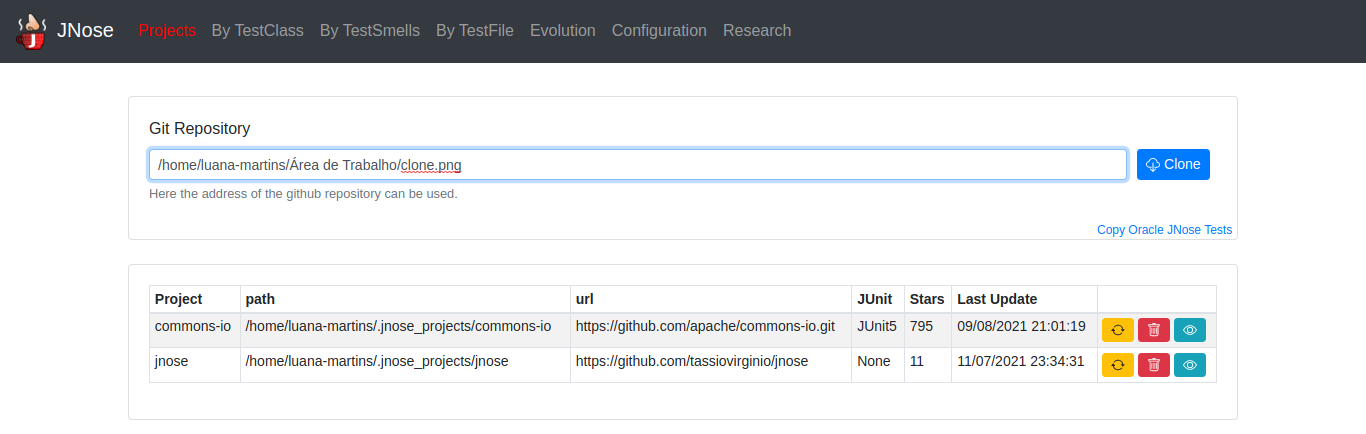 J JNose Projects By TestClass By TestSmells By TestFile Evolution Configuration Research
Git Repository
/home/luana-martins/Área de Trabalho/clone.png Clone
Here the address of the github repository can be used.
Copy Oracle JNose Tests
Project path url JUnit Stars Last Update
commons-io /home/luana-martins/.jnose_projects/commons-io https://github.com/apache/commons-io.git JUnit5 795 09/08/2021 21:01:19
jnose /home/luana-martins/.jnose_projects/jnose https://github.com/tassiovirginio/jnose None 11 11/07/2021 23:34:31